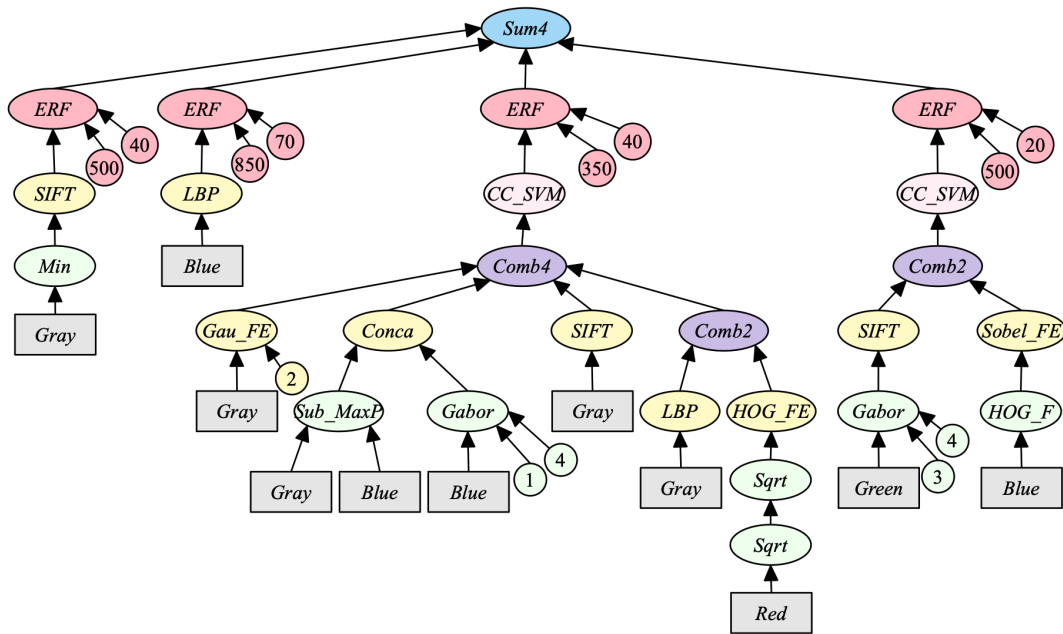 Sum4
ERF
ERF
ERF
ERF
40
70
40
20
500
850
350
500
SIFT
LBP
CC_SVM
CC_SVM
Min
Blue
Comb4
Comb2
Gray
Gau_FE
Conca
SIFT
Comb2
SIFT
Sobel_FE
2
Gray
Sub_MaxP
Gabor
Gray
LBP
HOG_FE
Gabor
HOG_F
4
4
Gray
Blue
Blue
1
Gray
Sqrt
Green
3
Blue
Sqrt
Red